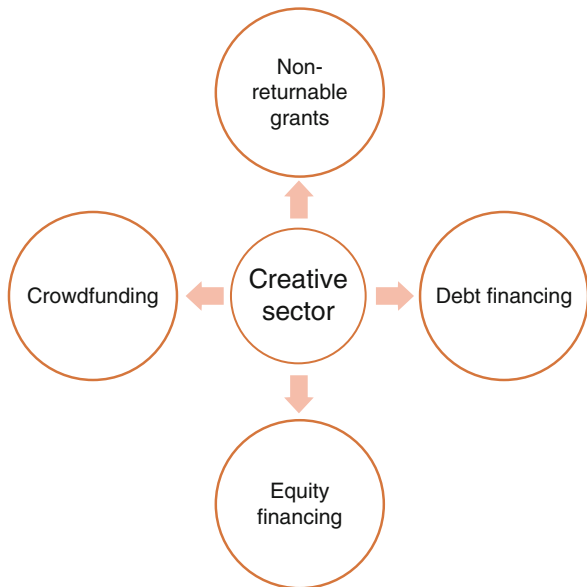 Non-
returnable
grants
Crowdfunding
Creative
sector
Debt financing
Equity
financing